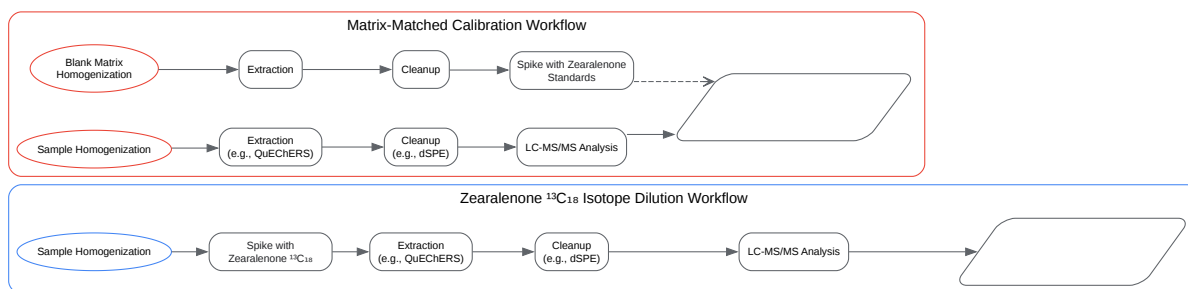 Matrix-Matched Calibration Workflow
Blank Matrix
Homogenization
Extraction
Cleanup
Spike with Zearalenone
Standards
Sample Homogenization
Extraction
(e.g., QuEChERS)
Cleanup
(e.g., dSPE)
LC-MS/MS Analysis
Zearalenone ¹³C₁₈ Isotope Dilution Workflow
Sample Homogenization
Spike with
Zearalenone ¹³C₁₈
Extraction
(e.g., QuEChERS)
Cleanup
(e.g., dSPE)
LC-MS/MS Analysis